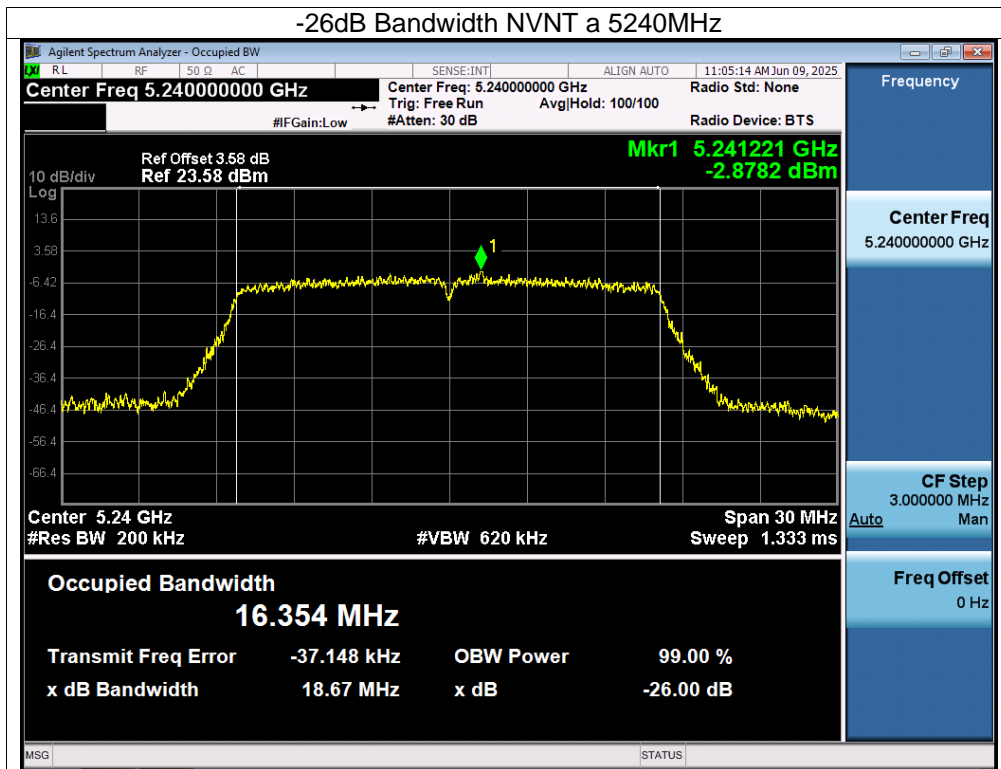 -26dB Bandwidth NVNT a 5240MHz
Agilent Spectrum Analyzer - Occupied BW
LXI RL RF 50 Ω AC SENSE:INT ALIGN AUTO 11:05:14 AM Jun 09, 2025
Center Freq 5.240000000 GHz
Center Freq: 5.240000000 GHz Radio Std: None
Trig: Free Run Avg|Hold: 100/100
#IFGain:Low #Atten: 30 dB Radio Device: BTS
Frequency
Mkr1 5.241221 GHz
-2.8782 dBm
Ref Offset 3.58 dB
10 dB/div Ref 23.58 dBm
Log
13.6
3.58
-6.42
-16.4
-26.4
-36.4
-46.4
-56.4
-66.4
1
Center 5.24 GHz Span 30 MHz
#Res BW 200 kHz #VBW 620 kHz Sweep 1.333 ms
Center Freq
5.240000000 GHz
CF Step
3.000000 MHz
Auto Man
Freq Offset
0 Hz
Occupied Bandwidth
16.354 MHz
Transmit Freq Error -37.148 kHz OBW Power 99.00 %
x dB Bandwidth 18.67 MHz x dB -26.00 dB
MSG STATUS